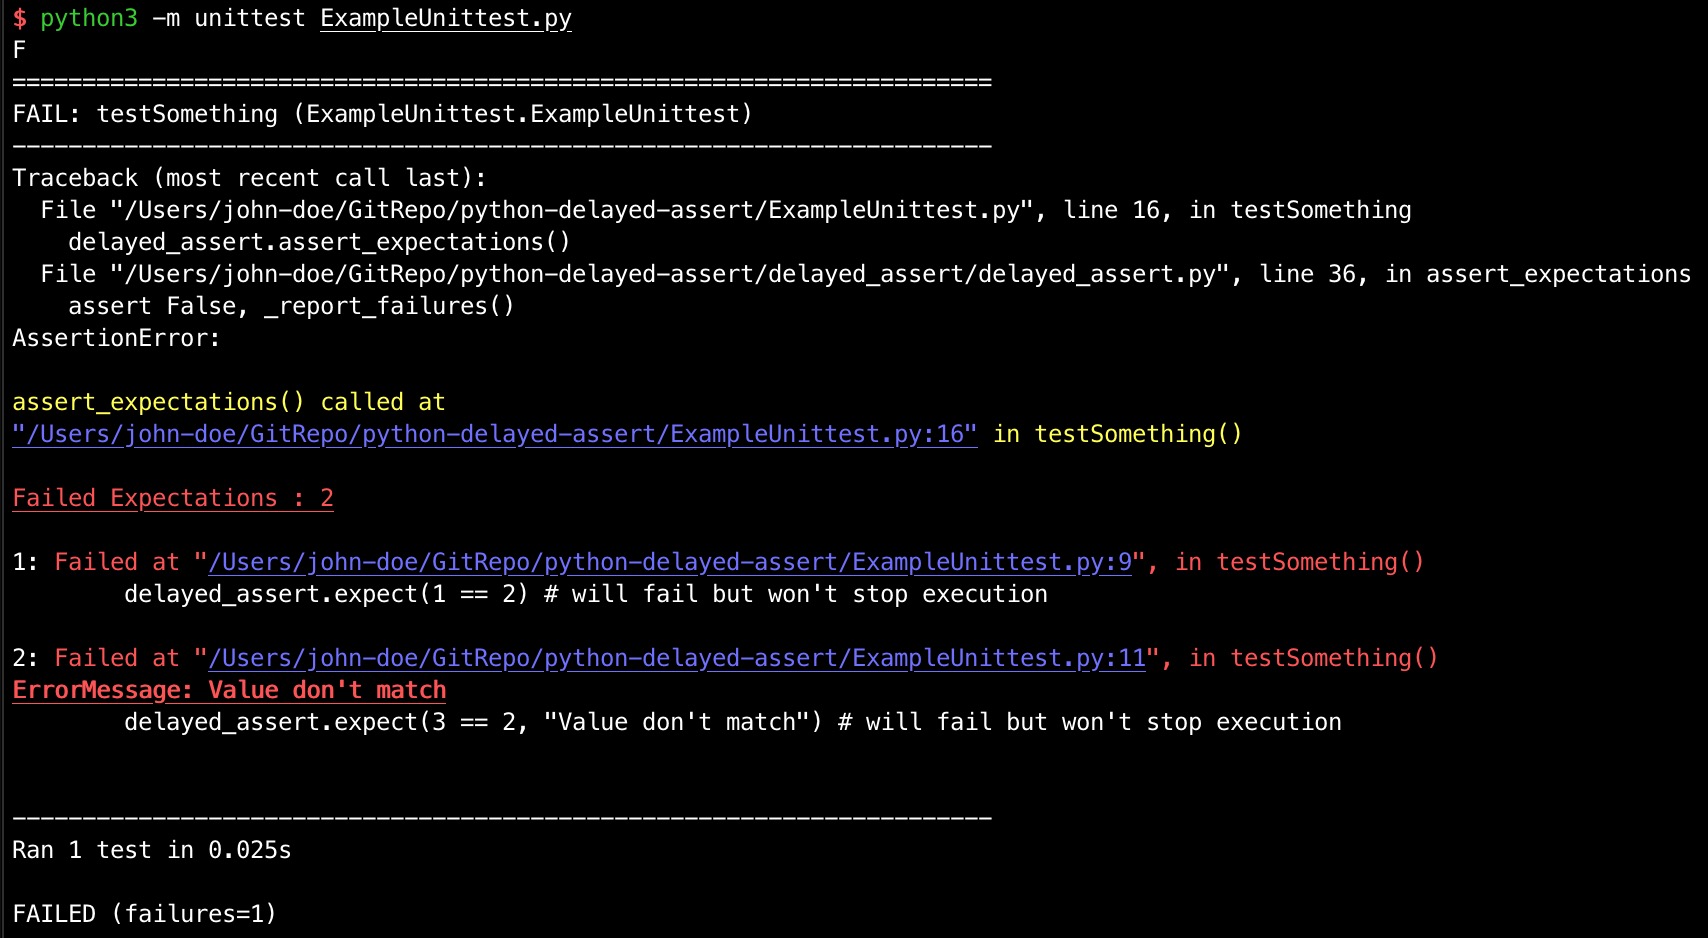 $ python3 -m unittest ExampleUnittest.py
F
======================================================================
FAIL: testSomething (ExampleUnittest.ExampleUnittest)
----------------------------------------------------------------------
Traceback (most recent call last):
  File "/Users/john-doe/GitRepo/python-delayed-assert/ExampleUnittest.py", line 16, in testSomething
    delayed_assert.assert_expectations()
  File "/Users/john-doe/GitRepo/python-delayed-assert/delayed_assert/delayed_assert.py", line 36, in assert_expectations
    assert False, _report_failures()
AssertionError:

assert_expectations() called at
"/Users/john-doe/GitRepo/python-delayed-assert/ExampleUnittest.py:16" in testSomething()

Failed Expectations : 2

1: Failed at "/Users/john-doe/GitRepo/python-delayed-assert/ExampleUnittest.py:9", in testSomething()
        delayed_assert.expect(1 == 2) # will fail but won't stop execution

2: Failed at "/Users/john-doe/GitRepo/python-delayed-assert/ExampleUnittest.py:11", in testSomething()
ErrorMessage: Value don't match
        delayed_assert.expect(3 == 2, "Value don't match") # will fail but won't stop execution


----------------------------------------------------------------------
Ran 1 test in 0.025s

FAILED (failures=1)